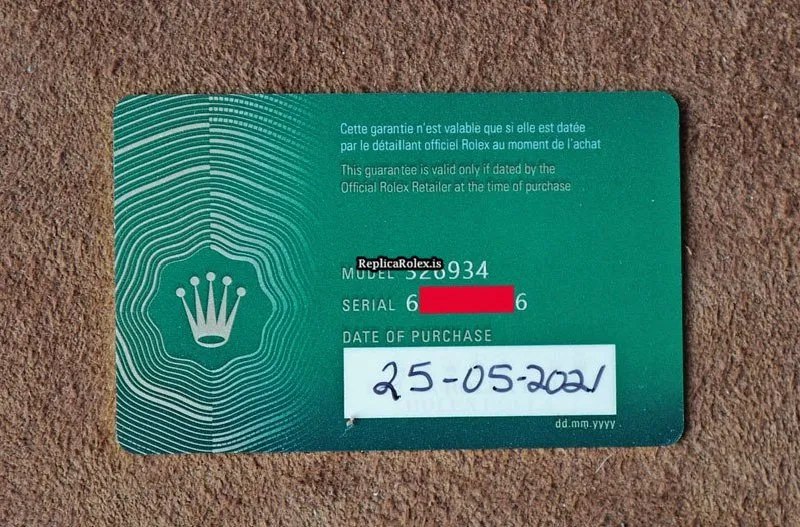 Cette garantie n'est valable que si elle est datée
par le détaillant officiel Rolex au moment de l'achat
This guarantee is valid only if dated by the
Official Rolex Retailer at the time of purchase
ReplicaRolex.is
MODEL 326934
SERIAL 6 6
DATE OF PURCHASE
25-05-2021
dd.mm.yyyy